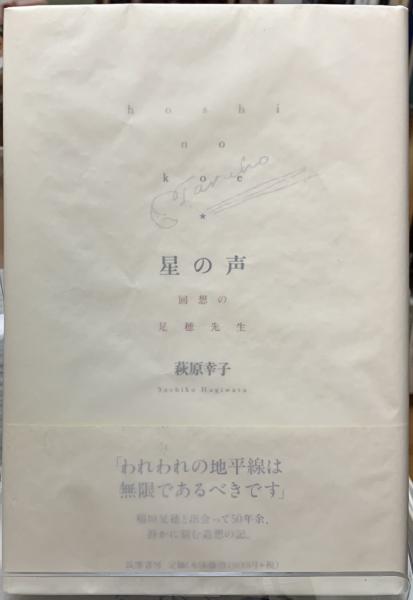 hoshi
no
koe
Taruho
★
星の声
回想の
足穂先生
萩原幸子
Sachiko Hagiwara
「われわれの地平線は
無限であるべきです」
稲垣足穂と出会って50年余、
静かに綴る追想の記。
筑摩書房